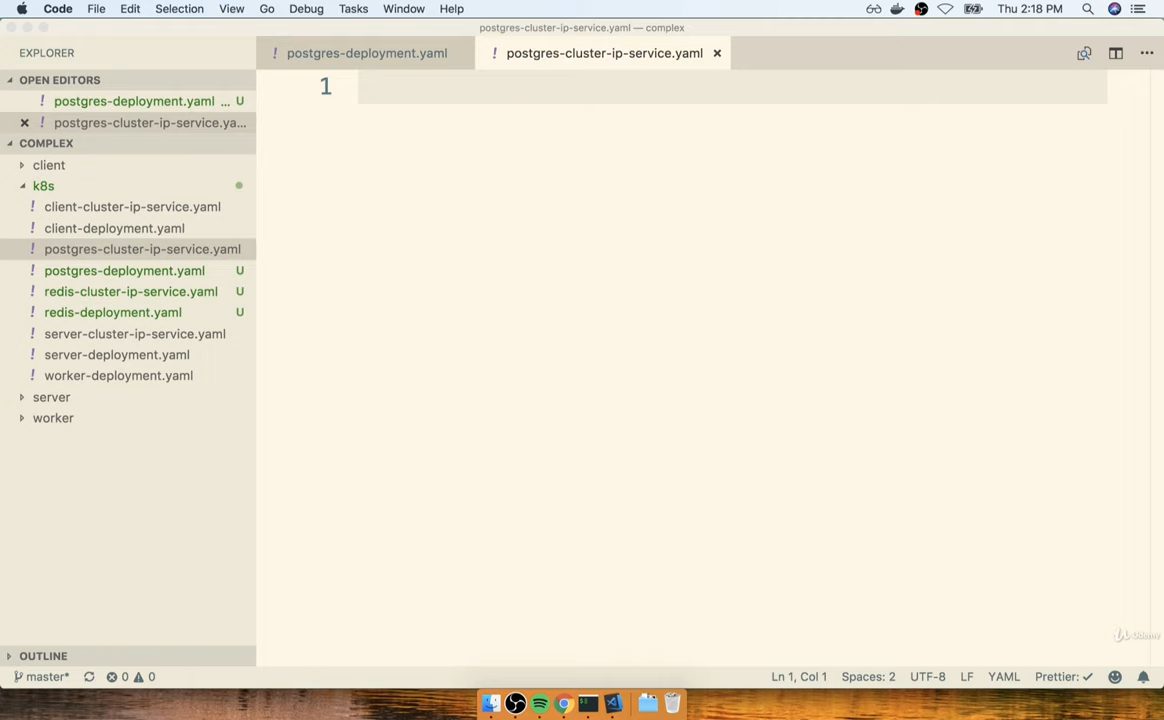 Code File Edit Selection View Go Debug Tasks Window Help Thu 2:18 PM
postgres-cluster-ip-service.yaml — complex
EXPLORER
! postgres-deployment.yaml
! postgres-cluster-ip-service.yaml ×
OPEN EDITORS
! postgres-deployment.yaml ... U
× ! postgres-cluster-ip-service.ya...
COMPLEX
client
k8s
! client-cluster-ip-service.yaml
! client-deployment.yaml
! postgres-cluster-ip-service.yaml
! postgres-deployment.yaml U
! redis-cluster-ip-service.yaml U
! redis-deployment.yaml U
! server-cluster-ip-service.yaml
! server-deployment.yaml
! worker-deployment.yaml
server
worker
1
OUTLINE
master* 0 0 Ln 1, Col 1 Spaces: 2 UTF-8 LF YAML Prettier: ✓
Udemy